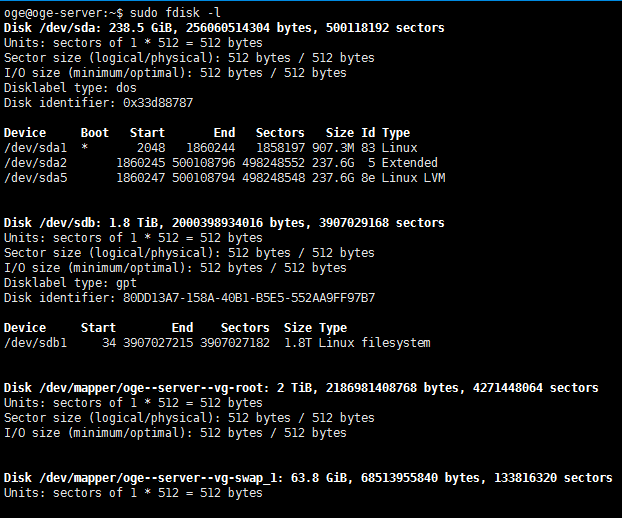 oge@oge-server:~$ sudo fdisk -l
Disk /dev/sda: 238.5 GiB, 256060514304 bytes, 500118192 sectors
Units: sectors of 1 * 512 = 512 bytes
Sector size (logical/physical): 512 bytes / 512 bytes
I/O size (minimum/optimal): 512 bytes / 512 bytes
Disklabel type: dos
Disk identifier: 0x33d88787
Device     Boot   Start       End   Sectors   Size Id Type
/dev/sda1  *       2048   1860244   1858197 907.3M 83 Linux
/dev/sda2       1860245 500108796 498248552 237.6G  5 Extended
/dev/sda5       1860247 500108794 498248548 237.6G 8e Linux LVM
Disk /dev/sdb: 1.8 TiB, 2000398934016 bytes, 3907029168 sectors
Units: sectors of 1 * 512 = 512 bytes
Sector size (logical/physical): 512 bytes / 512 bytes
I/O size (minimum/optimal): 512 bytes / 512 bytes
Disklabel type: gpt
Disk identifier: 80DD13A7-158A-40B1-B5E5-552AA9FF97B7
Device     Start        End    Sectors  Size Type
/dev/sdb1     34 3907027215 3907027182  1.8T Linux filesystem
Disk /dev/mapper/oge--server--vg-root: 2 TiB, 2186981408768 bytes, 4271448064 sectors
Units: sectors of 1 * 512 = 512 bytes
Sector size (logical/physical): 512 bytes / 512 bytes
I/O size (minimum/optimal): 512 bytes / 512 bytes
Disk /dev/mapper/oge--server--vg-swap_1: 63.8 GiB, 68513955840 bytes, 133816320 sectors
Units: sectors of 1 * 512 = 512 bytes